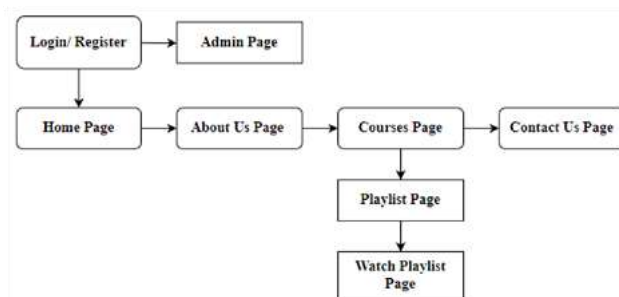 Login/ Register
Admin Page
Home Page
About Us Page
Courses Page
Contact Us Page
Playlist Page
Watch Playlist
Page